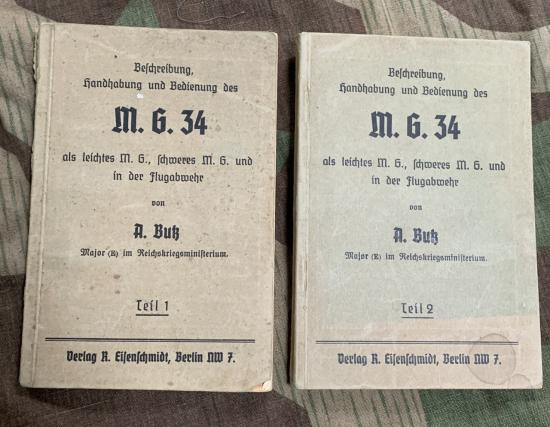 Beschreibung,
Handhabung und Bedienung des
M. G. 34
als leichtes M. G., schweres M. G. und
in der Flugabwehr
von
A. Butz
Major (E) im Reichskriegsministerium.
Teil 1
Verlag R. Eisenschmidt, Berlin NW 7.
Beschreibung,
Handhabung und Bedienung des
M. G. 34
als leichtes M. G., schweres M. G. und
in der Flugabwehr
von
A. Butz
Major (E) im Reichskriegsministerium.
Teil 2
Verlag R. Eisenschmidt, Berlin NW 7.